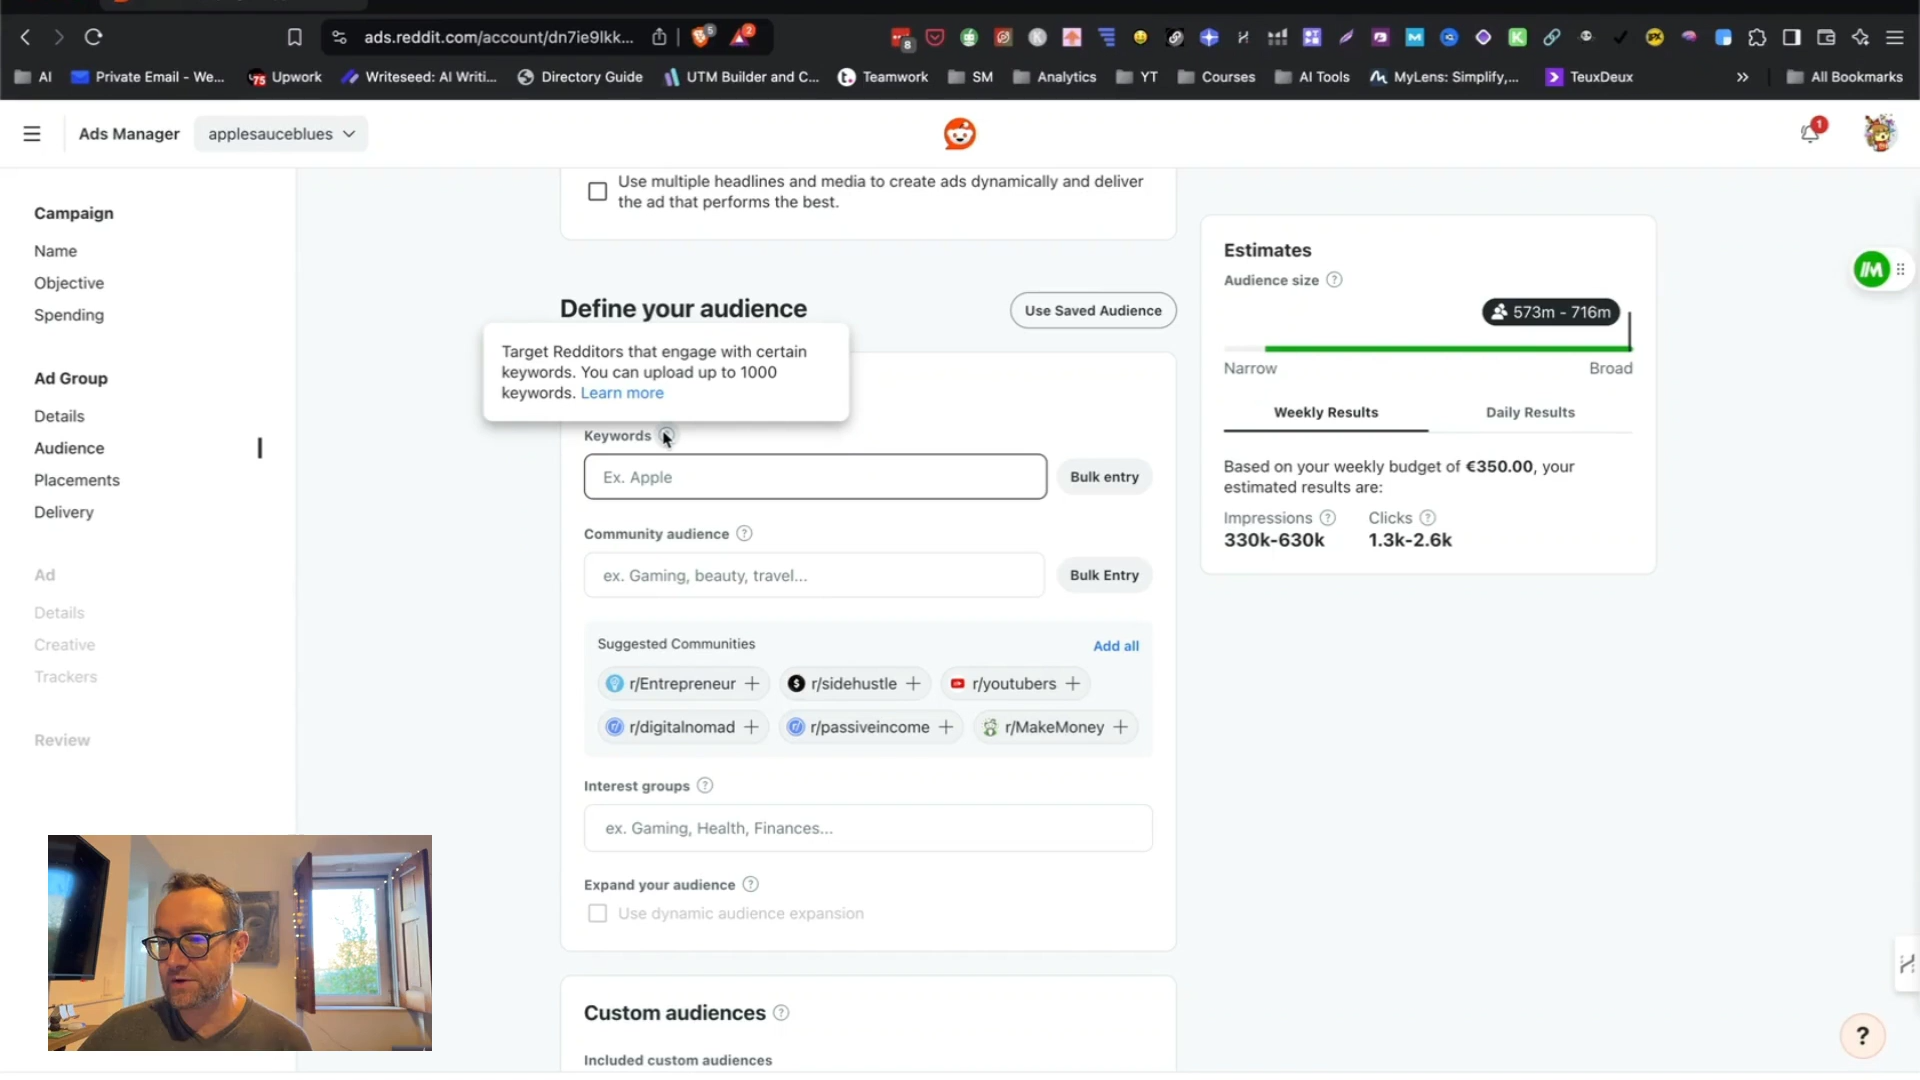 ads.reddit.com/account/dn7ie9lkk...
5
2
8
AI
Private Email - We...
Upwork
Writeseed: AI Writi...
Directory Guide
UTM Builder and C...
Teamwork
SM
Analytics
YT
Courses
AI Tools
MyLens: Simplify,...
TeuxDeux
All Bookmarks
Ads Manager
applesauceblues
1
Campaign
Name
Objective
Spending
Ad Group
Details
Audience
Placements
Delivery
Ad
Details
Creative
Trackers
Review
Use multiple headlines and media to create ads dynamically and deliver
the ad that performs the best.
Define your audience
Use Saved Audience
Target Redditors that engage with certain
keywords. You can upload up to 1000
keywords. Learn more
Keywords
Ex. Apple
Bulk entry
Community audience
ex. Gaming, beauty, travel...
Bulk Entry
Suggested Communities
Add all
r/Entrepreneur
r/sidehustle
r/youtubers
r/digitalnomad
r/passiveincome
r/MakeMoney
Interest groups
ex. Gaming, Health, Finances...
Expand your audience
Use dynamic audience expansion
Custom audiences
Included custom audiences
Estimates
Audience size
573m - 716m
Narrow
Broad
Weekly Results
Daily Results
Based on your weekly budget of €350.00, your
estimated results are:
Impressions
Clicks
330k-630k
1.3k-2.6k
?